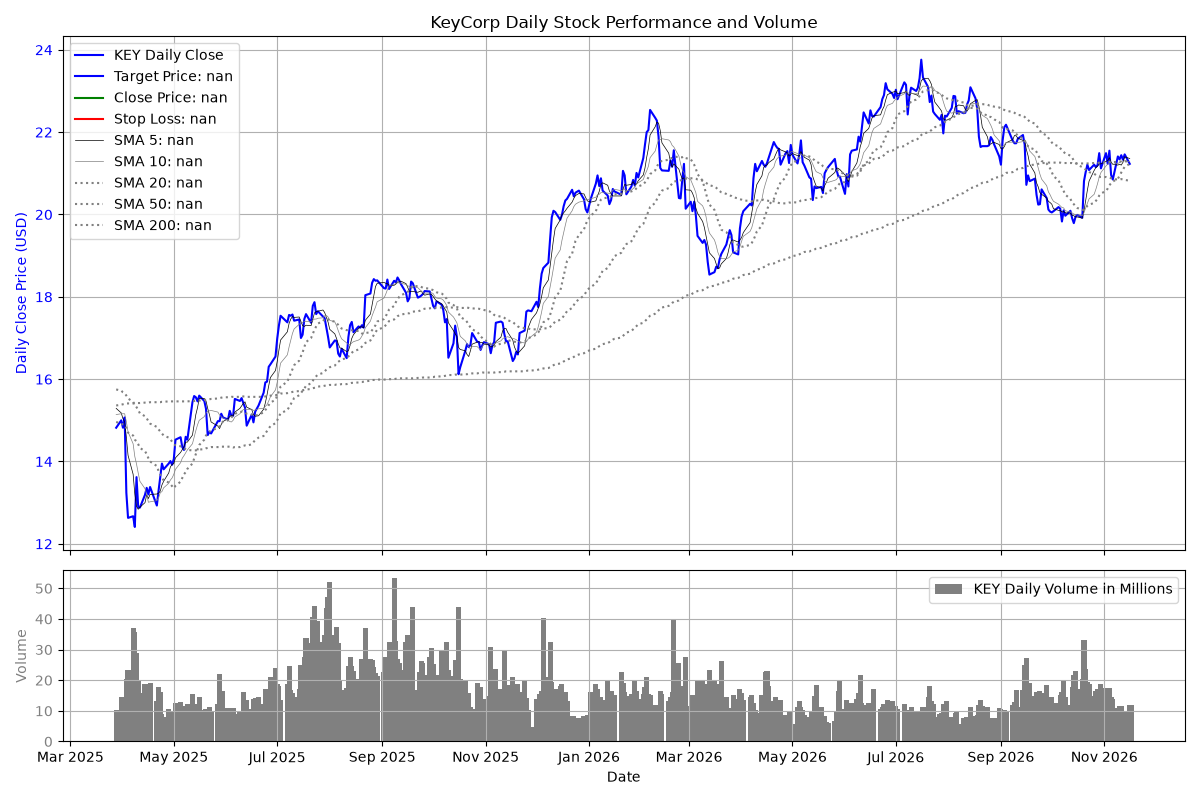 KeyCorp Daily Stock Performance and Volume
24
22
20
18
16
14
12
Daily Close Price (USD)
KEY Daily Close
Target Price: nan
Close Price: nan
Stop Loss: nan
SMA 5: nan
SMA 10: nan
SMA 20: nan
SMA 50: nan
SMA 200: nan
50
40
30
20
10
0
Volume
KEY Daily Volume in Millions
Mar 2025 May 2025 Jul 2025 Sep 2025 Nov 2025 Jan 2026 Mar 2026 May 2026 Jul 2026 Sep 2026 Nov 2026
Date